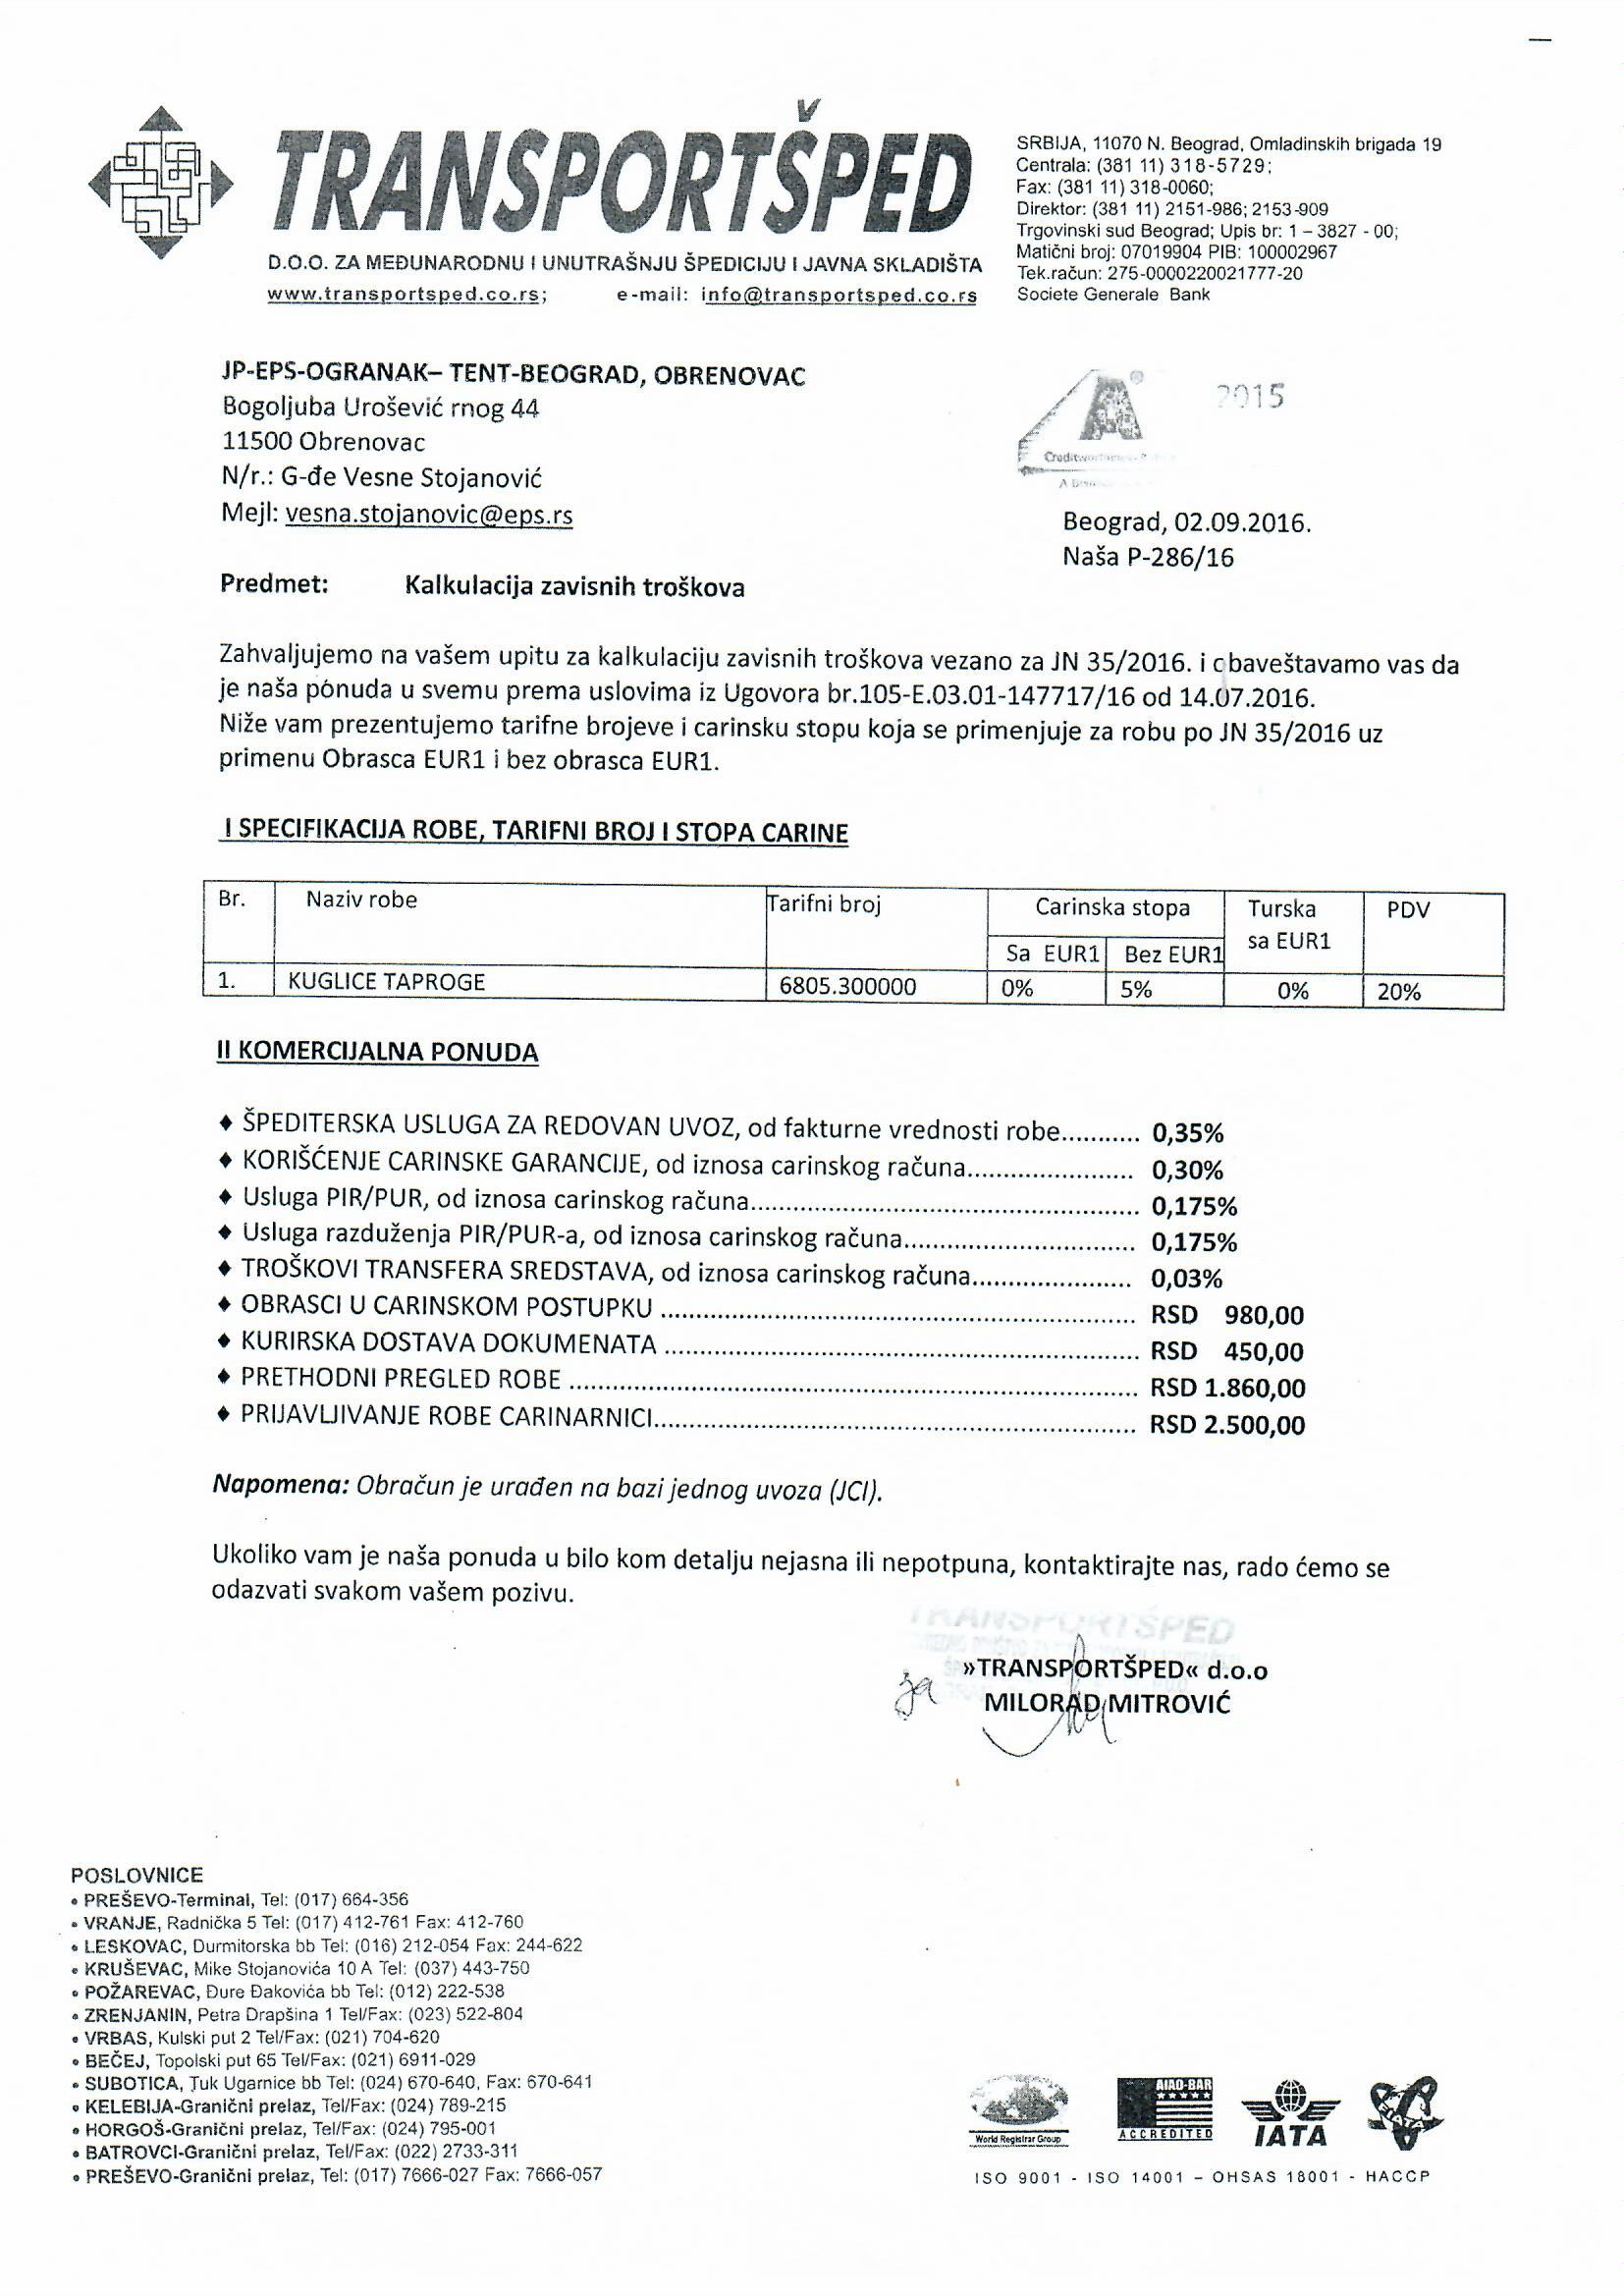 TRANSPORTŠPED
D.O.O. ZA MEĐUNARODNU I UNUTRAŠNJU ŠPEDICIJU I JAVNA SKLADIŠTA
www.transportsped.co.rs; e-mail: info@transportsped.co.rs
SRBIJA, 11070 N. Beograd, Omladinskih brigada 19
Centrala: (381 11) 318-5729;
Fax: (381 11) 318-0060;
Direktor: (381 11) 2151-986; 2153-909
Trgovinski sud Beograd; Upis br: 1 – 3827 - 00;
Matični broj: 07019904 PIB: 100002967
Tek.račun: 275-0000220021777-20
Societe Generale Bank
JP-EPS-OGRANAK– TENT-BEOGRAD, OBRENOVAC
Bogoljuba Urošević rnog 44
11500 Obrenovac
N/r.: G-đe Vesne Stojanović
Mejl: vesna.stojanovic@eps.rs
A®
2015
Beograd, 02.09.2016.
Naša P-286/16
Predmet: Kalkulacija zavisnih troškova
Zahvaljujemo na vašem upitu za kalkulaciju zavisnih troškova vezano za JN 35/2016. i obaveštavamo vas da
je naša ponuda u svemu prema uslovima iz Ugovora br.105-E.03.01-147717/16 od 14.07.2016.
Niže vam prezentujemo tarifne brojeve i carinsku stopu koja se primenjuje za robu po JN 35/2016 uz
primenu Obrasca EUR1 i bez obrasca EUR1.
I SPECIFIKACIJA ROBE, TARIFNI BROJ I STOPA CARINE
Br. Naziv robe Tarifni broj Carinska stopa Turska sa EUR1 PDV
Sa EUR1 Bez EUR1
1. KUGLICE TAPROGE 6805.300000 0% 5% 0% 20%
II KOMERCIJALNA PONUDA
♦ ŠPEDITERSKA USLUGA ZA REDOVAN UVOZ, od fakturne vrednosti robe........... 0,35%
♦ KORIŠĆENJE CARINSKE GARANCIJE, od iznosa carinskog računa........................ 0,30%
♦ Usluga PIR/PUR, od iznosa carinskog računa........................................................ 0,175%
♦ Usluga razduženja PIR/PUR-a, od iznosa carinskog računa................................. 0,175%
♦ TROŠKOVI TRANSFERA SREDSTAVA, od iznosa carinskog računa....................... 0,03%
♦ OBRASCI U CARINSKOM POSTUPKU .................................................................... RSD 980,00
♦ KURIRSKA DOSTAVA DOKUMENATA .................................................................... RSD 450,00
♦ PRETHODNI PREGLED ROBE .................................................................................. RSD 1.860,00
♦ PRIJAVLJIVANJE ROBE CARINARNICI..................................................................... RSD 2.500,00
Napomena: Obračun je urađen na bazi jednog uvoza (JCI).
Ukoliko vam je naša ponuda u bilo kom detalju nejasna ili nepotpuna, kontaktirajte nas, rado ćemo se
odazvati svakom vašem pozivu.
TRANSPORTŠPED
»TRANSPORTŠPED« d.o.o
za MILORAD MITROVIĆ
POSLOVNICE
• PREŠEVO-Terminal, Tel: (017) 664-356
• VRANJE, Radnička 5 Tel: (017) 412-761 Fax: 412-760
• LESKOVAC, Durmitorska bb Tel: (016) 212-054 Fax: 244-622
• KRUŠEVAC, Mike Stojanovića 10 A Tel: (037) 443-750
• POŽAREVAC, Đure Đakovića bb Tel: (012) 222-538
• ZRENJANIN, Petra Drapšina 1 Tel/Fax: (023) 522-804
• VRBAS, Kulski put 2 Tel/Fax: (021) 704-620
• BEČEJ, Topolski put 65 Tel/Fax: (021) 6911-029
• SUBOTICA, Tuk Ugarnice bb Tel: (024) 670-640, Fax: 670-641
• KELEBIJA-Granični prelaz, Tel/Fax: (024) 789-215
• HORGOŠ-Granični prelaz, Tel/Fax: (024) 795-001
• BATROVCI-Granični prelaz, Tel/Fax: (022) 2733-311
• PREŠEVO-Granični prelaz, Tel: (017) 7666-027 Fax: 7666-057
World Registrar Group
AIAO-BAR
ACCREDITED
IATA
FIATA
ISO 9001 - ISO 14001 – OHSAS 18001 - HACCP